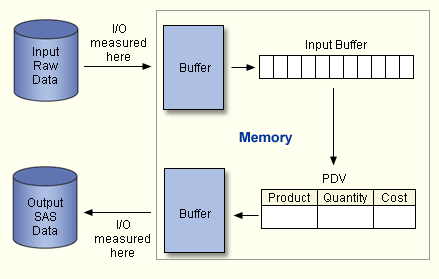 Input
Raw
Data
I/O
measured
here
Buffer
Input Buffer
Memory
PDV
Product Quantity Cost
Output
SAS
Data
I/O
measured
here
Buffer